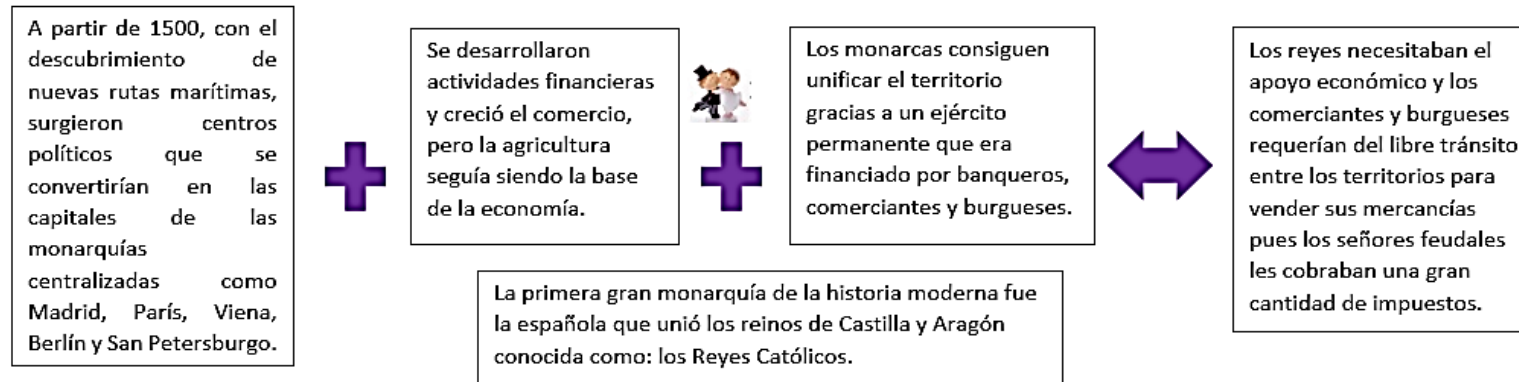 A partir de 1500, con el
descubrimiento de
nuevas rutas marítimas,
surgieron centros
políticos que se
convertirían en las
capitales de las
monarquías
centralizadas como
Madrid, París, Viena,
Berlín y San Petersburgo.
Se desarrollaron
actividades financieras
y creció el comercio,
pero la agricultura
seguía siendo la base
de la economía.
Los monarcas consiguen
unificar el territorio
gracias a un ejército
permanente que era
financiado por banqueros,
comerciantes y burgueses.
Los reyes necesitaban el
apoyo económico y los
comerciantes y burgueses
requerían del libre tránsito
entre los territorios para
vender sus mercancías
pues los señores feudales
les cobraban una gran
cantidad de impuestos.
La primera gran monarquía de la historia moderna fue
la española que unió los reinos de Castilla y Aragón
conocida como: los Reyes Católicos.